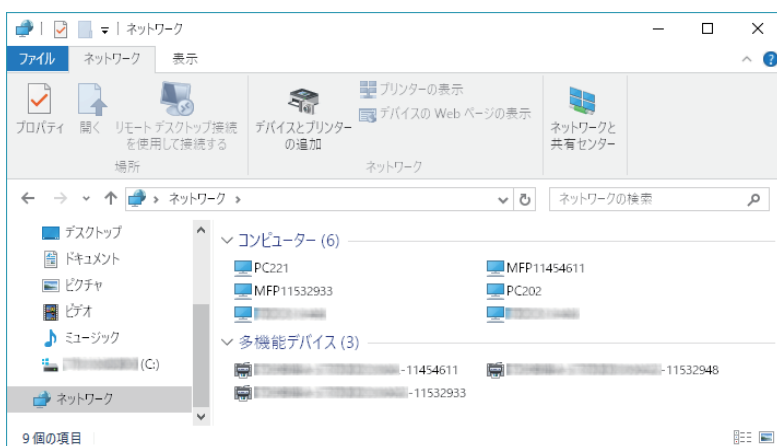 ネットワーク
ファイル ネットワーク 表示
プロパティ 開く リモート デスクトップ接続を使用して接続する
デバイスとプリンターの追加
プリンターの表示
デバイスの Web ページの表示
ネットワークと共有センター
場所 ネットワーク
ネットワーク ネットワークの検索
デスクトップ
ドキュメント
ピクチャ
ビデオ
ミュージック
(C:)
ネットワーク
コンピューター (6)
PC221 MFP11454611
MFP11532933 PC202
多機能デバイス (3)
-11454611 -11532948
-11532933
9 個の項目